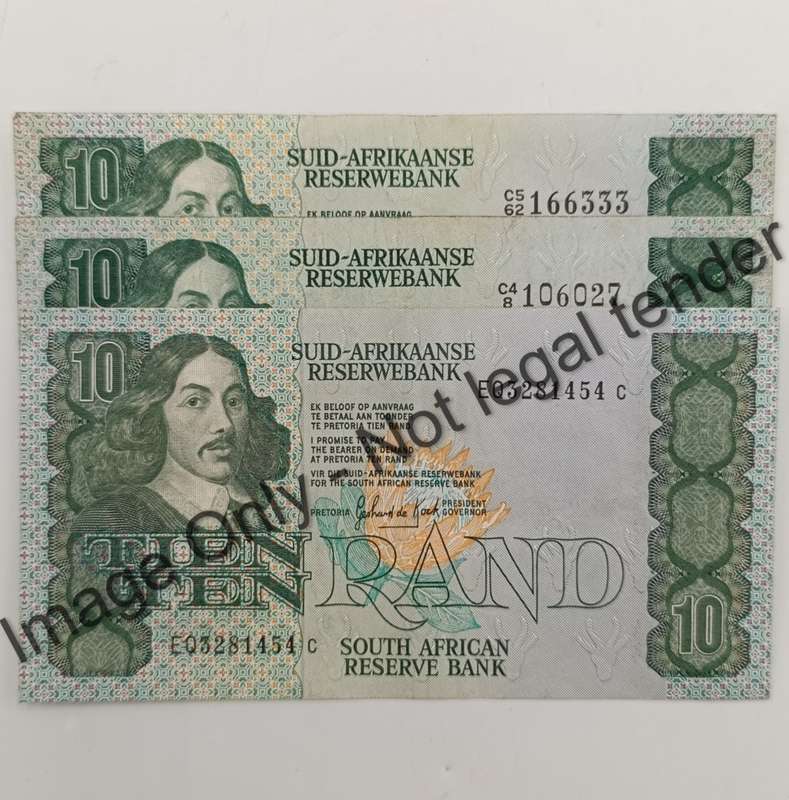 10
SUID-AFRIKAANSE
RESERWEBANK
C5
62 166333
EK BELOOF OP AANVRAAG
10
SUID-AFRIKAANSE
RESERWEBANK
C4
8 106027
10
SUID-AFRIKAANSE
RESERWEBANK
EQ3281454 C
EK BELOOF OP AANVRAAG
TE BETAAL AAN TOONDER
TE PRETORIA TIEN RAND
I PROMISE TO PAY
THE BEARER ON DEMAND
AT PRETORIA TEN RAND
VIR DIE SUID-AFRIKAANSE RESERWEBANK
FOR THE SOUTH AFRICAN RESERVE BANK
PRETORIA Gerhard de Kock PRESIDENT
GOVERNOR
TIEN
TEN RAND
10
EQ3281454 C
SOUTH AFRICAN
RESERVE BANK
Image Only - Not legal tender